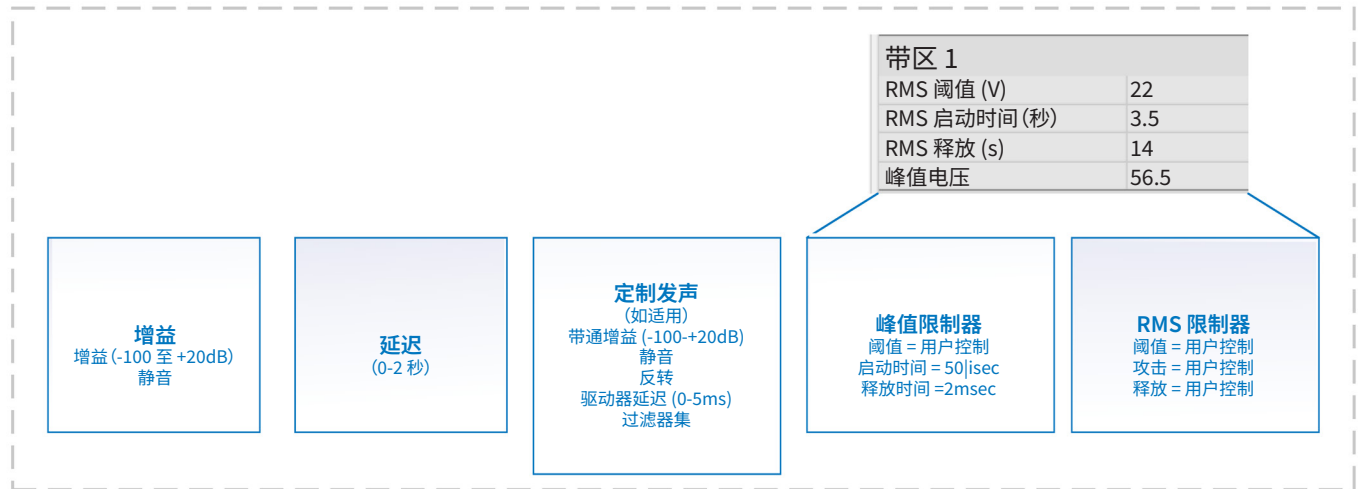 带区 1
RMS 阈值 (V) 22
RMS 启动时间（秒） 3.5
RMS 释放 (s) 14
峰值电压 56.5
增益
增益（-100 至 +20dB）
静音
延迟
（0-2 秒）
定制发声
（如适用）
带通增益 (-100-+20dB)
静音
反转
驱动器延迟 (0-5ms)
过滤器集
峰值限制器
阈值 = 用户控制
启动时间 = 50|isec
释放时间 =2msec
RMS 限制器
阈值 = 用户控制
攻击 = 用户控制
释放 = 用户控制